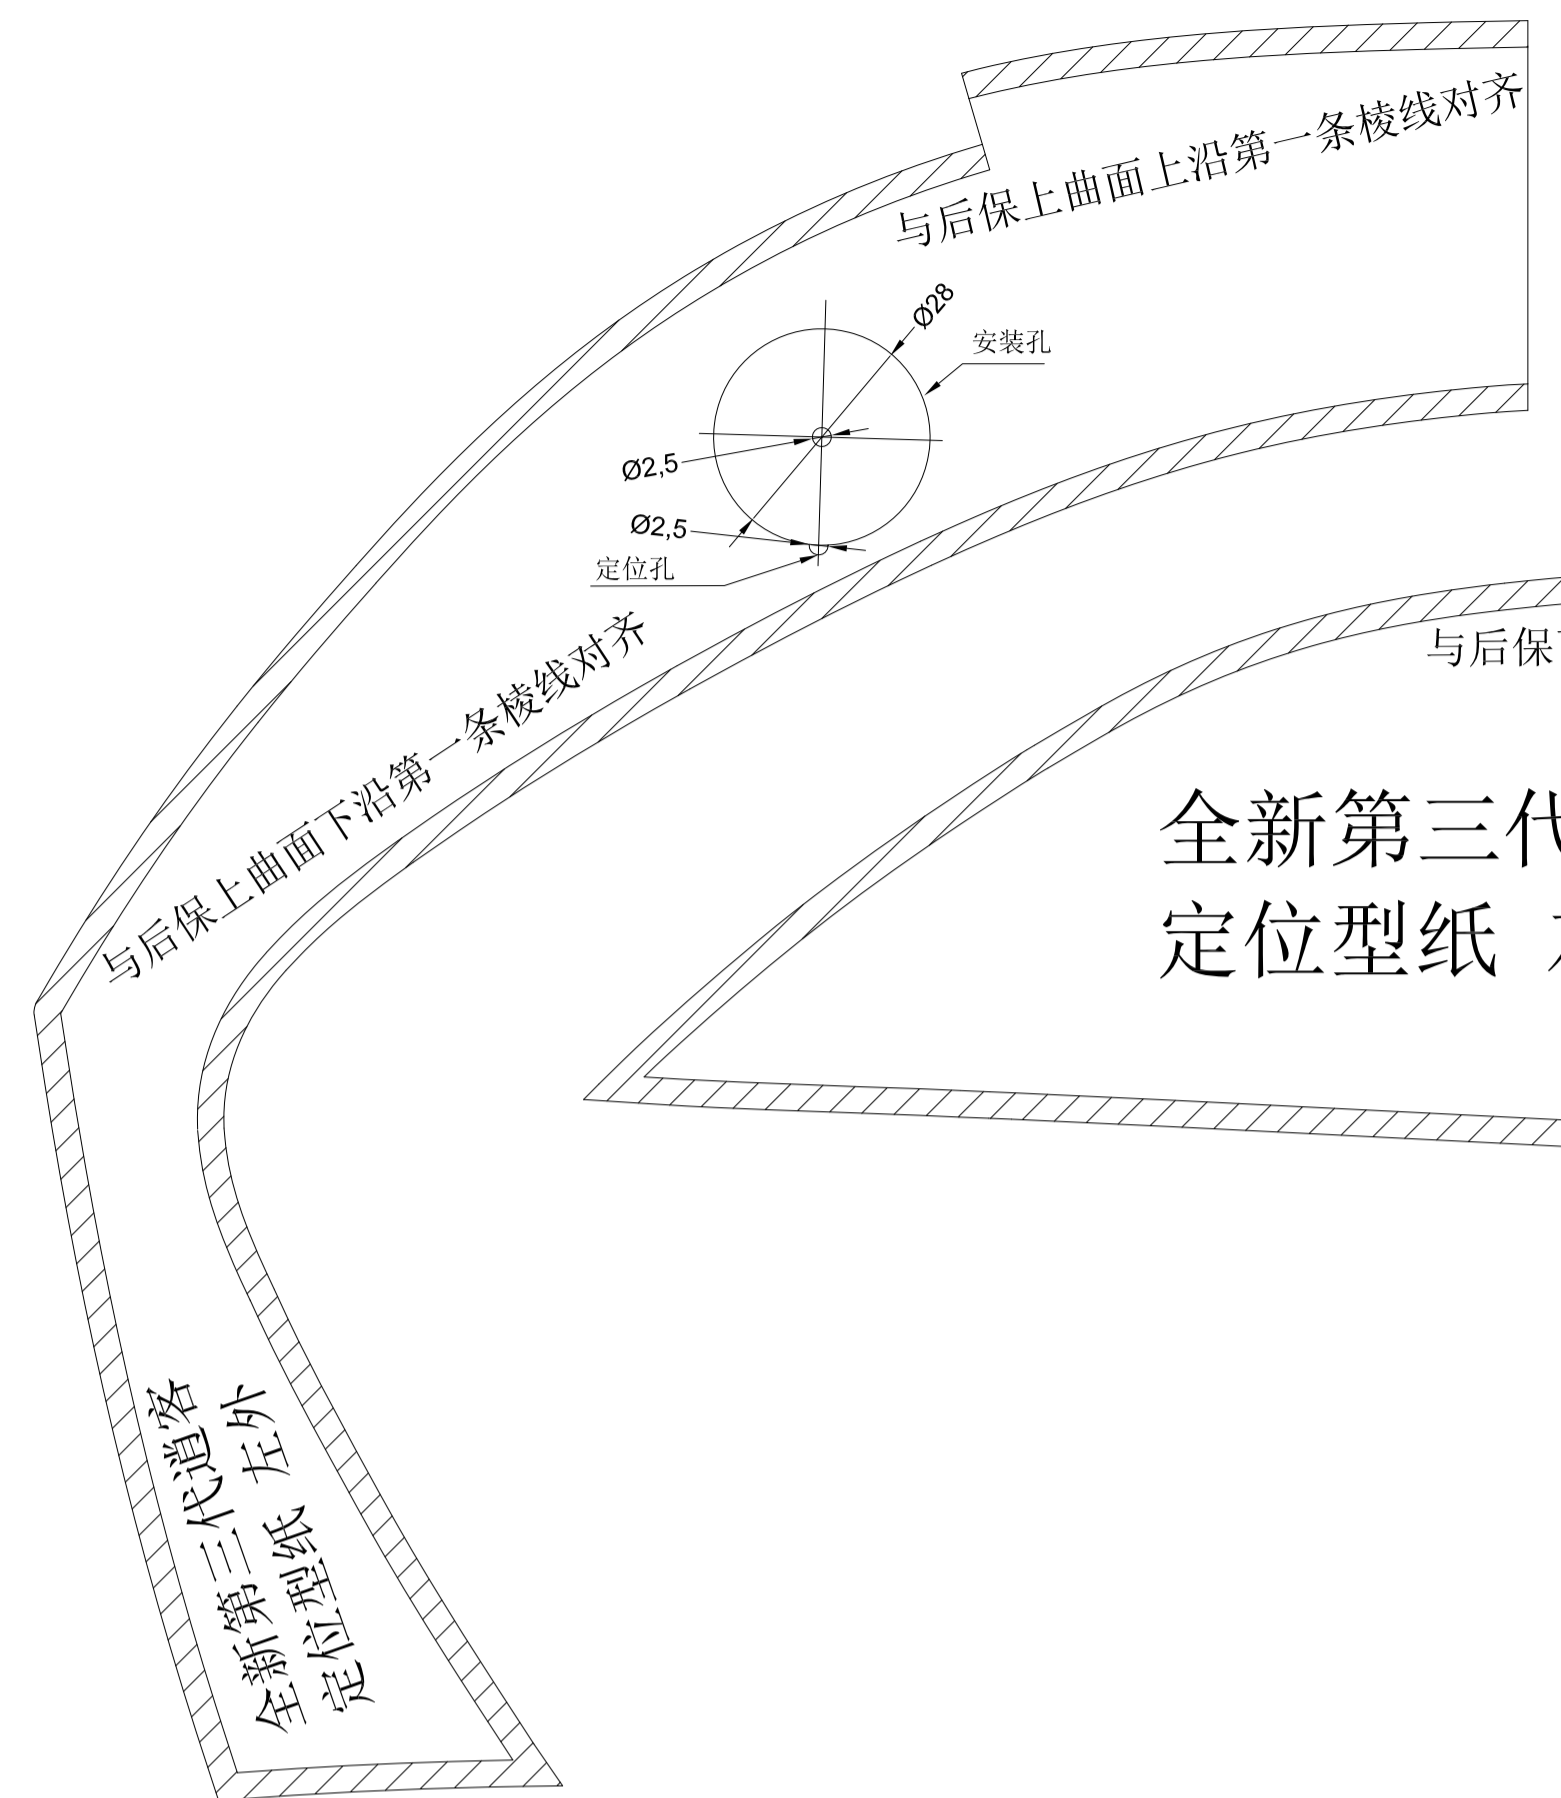 与后保上曲面上沿第一条棱线对齐
Ø28
安装孔
Ø2,5
Ø2,5
定位孔
与后保上曲面下沿第一条棱线对齐
与后保
全新第三代
定位型纸
全新第三代逍客
定位型纸 左外